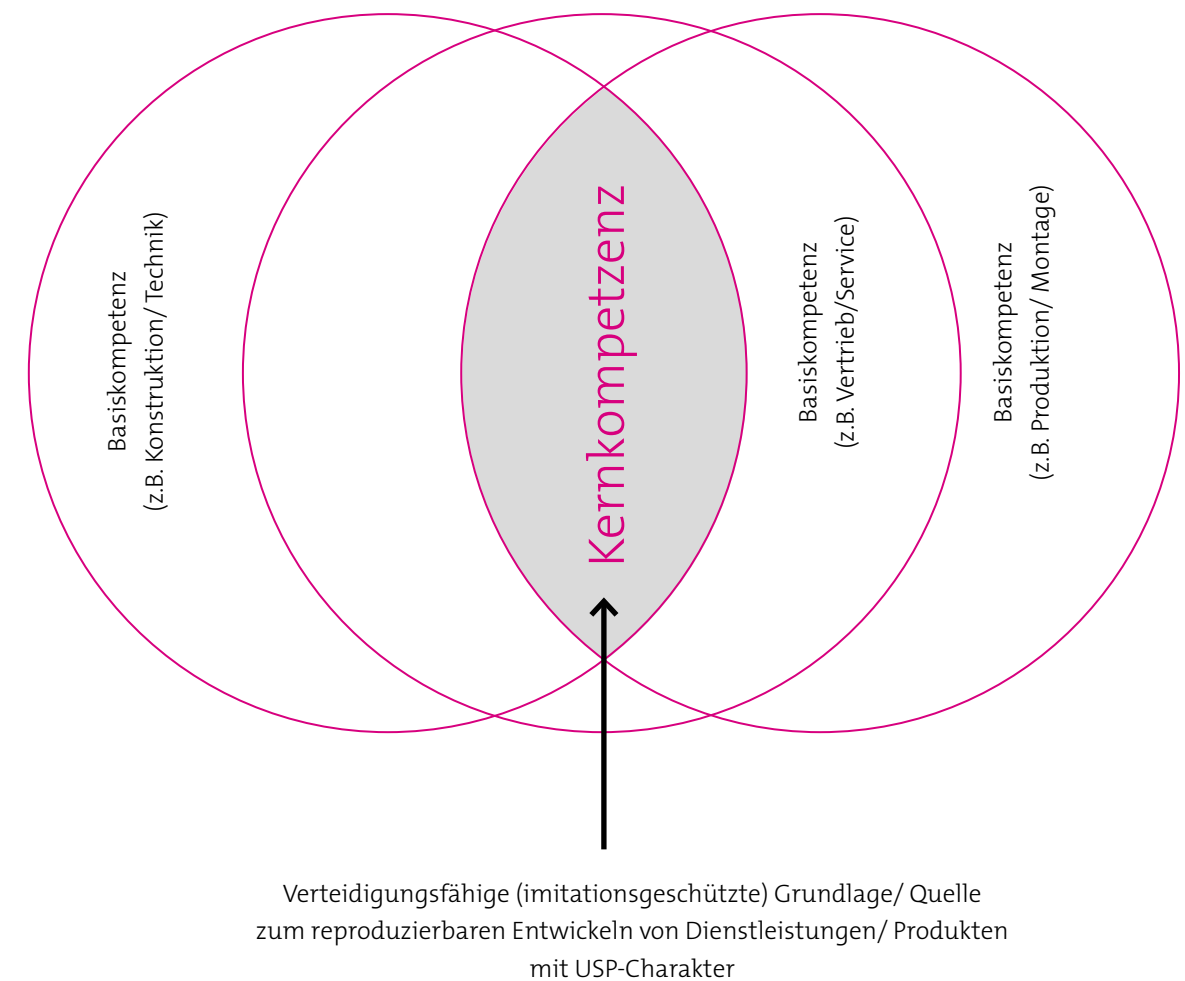 Basiskompetenz
(z.B. Konstruktion/ Technik)
Kernkompetzenz
Basiskompetenz
(z.B. Vertrieb/Service)
Basiskompetenz
(z.B. Produktion/ Montage)
Verteidigungsfähige (imitationsgeschützte) Grundlage/ Quelle
zum reproduzierbaren Entwickeln von Dienstleistungen/ Produkten
mit USP-Charakter